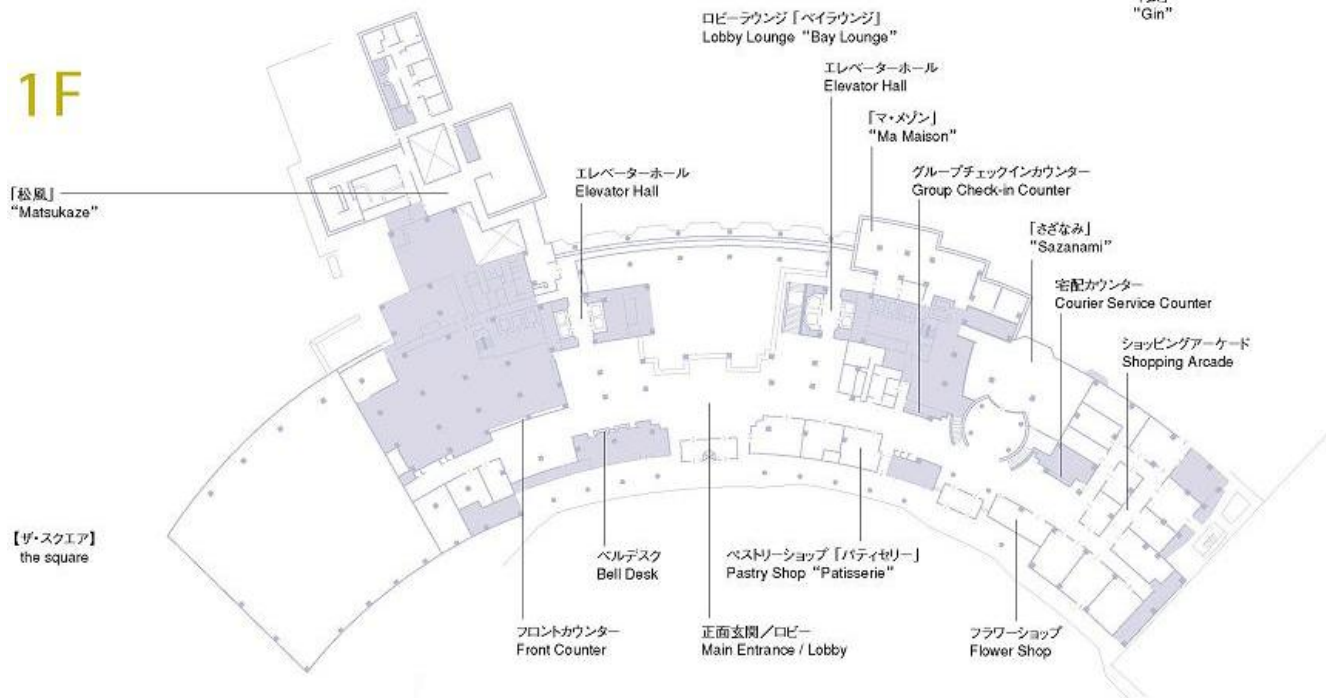 "Gin"
ロビーラウンジ「ベイラウンジ」
Lobby Lounge "Bay Lounge"
1F
エレベーターホール
Elevator Hall
「マ・メゾン」
"Ma Maison"
エレベーターホール
Elevator Hall
グループチェックインカウンター
Group Check-in Counter
「松風」
"Matsukaze"
「さざなみ」
"Sazanami"
宅配カウンター
Courier Service Counter
ショッピングアーケード
Shopping Arcade
【ザ・スクエア】
the square
ベルデスク
Bell Desk
ペストリーショップ「パティセリー」
Pastry Shop "Patisserie"
フロントカウンター
Front Counter
正面玄関／ロビー
Main Entrance / Lobby
フラワーショップ
Flower Shop